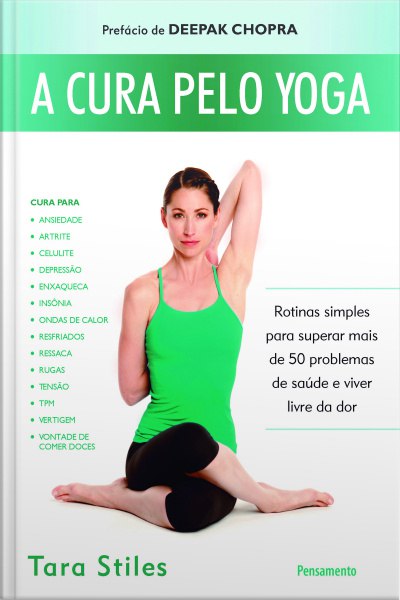 Prefácio de DEEPAK CHOPRA
A CURA PELO YOGA
CURA PARA
• ANSIEDADE
• ARTRITE
• CELULITE
• DEPRESSÃO
• ENXAQUECA
• INSÔNIA
• ONDAS DE CALOR
• RESFRIADOS
• RESSACA
• RUGAS
• TENSÃO
• TPM
• VERTIGEM
• VONTADE DE
COMER DOCES
Rotinas simples
para superar mais
de 50 problemas
de saúde e viver
livre da dor
Tara Stiles
Pensamento